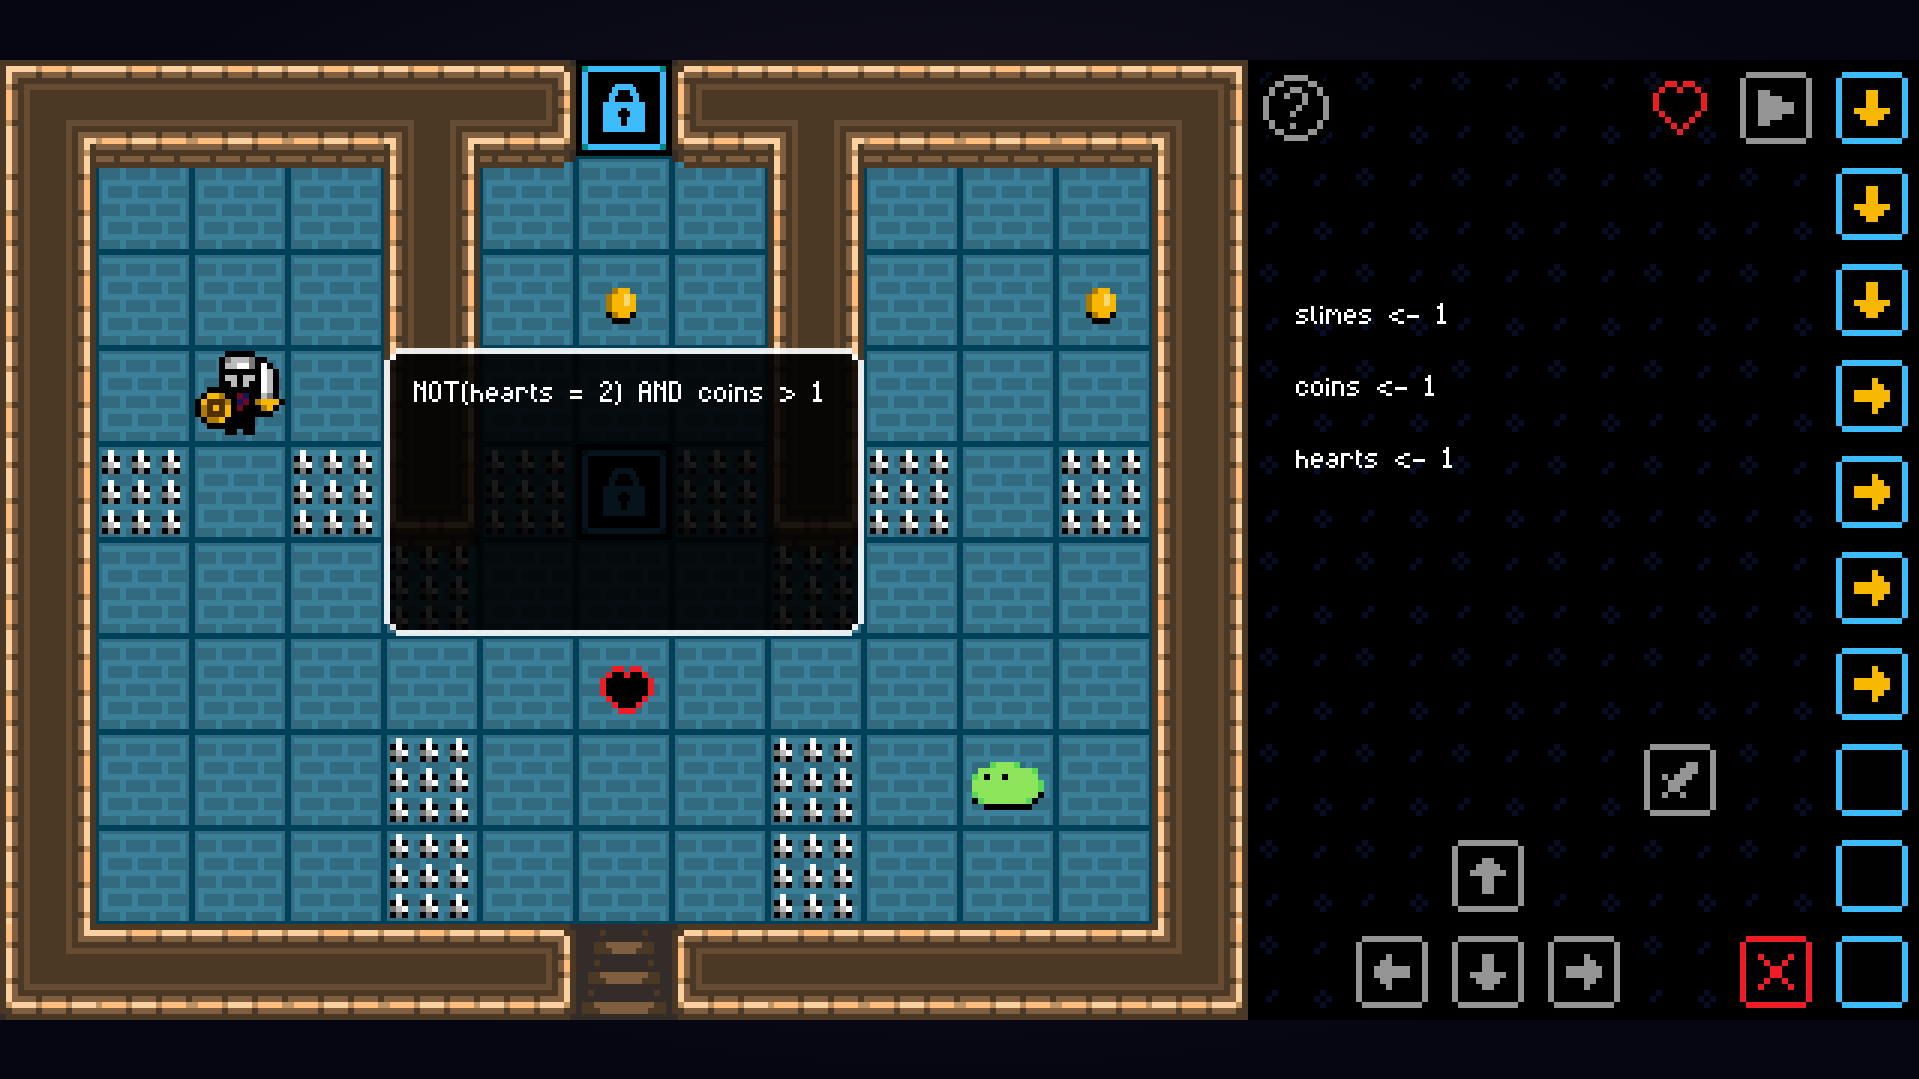 NOT(hearts = 2) AND coins > 1
slimes <- 1
coins <- 1
hearts <- 1